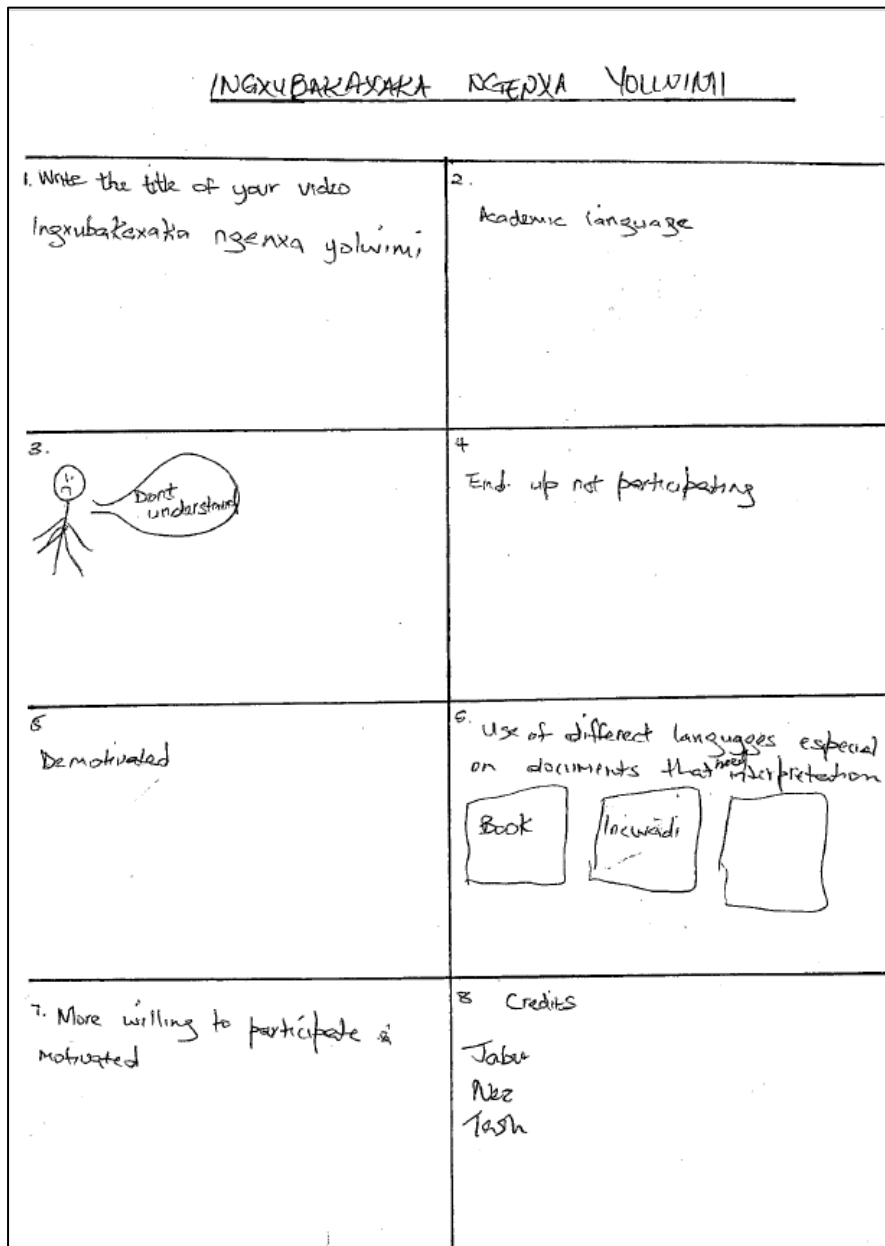 INGXUBAKAXAKA NGENXA YOLWIMI
1. Write the title of your video
Ingxubakaxaka ngenxa yolwimi
2.
Academic language
3.
Dont
understand
4
End up not participating
5
Demotivated
6. Use of different languages especial
on documents that need interpretation
Book
Incwadi
7. More willing to participate &
motivated
8 Credits
Jabu
Nez
Tash